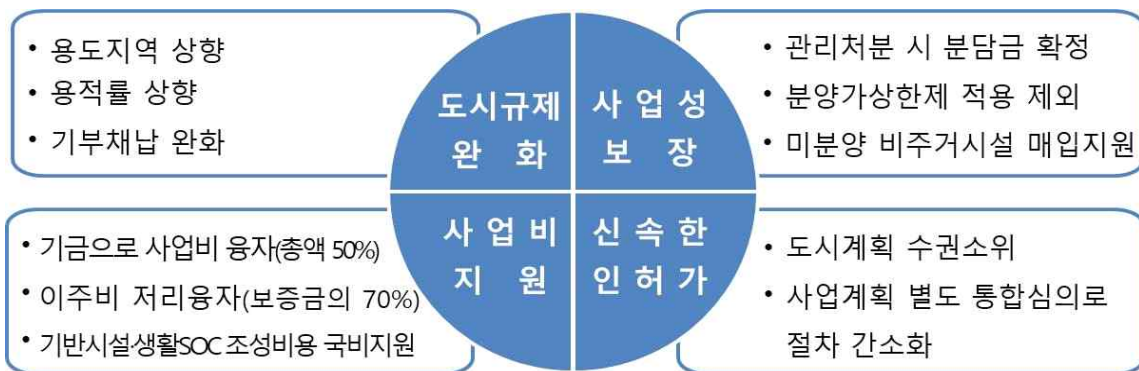 • 용도지역 상향
• 용적률 상향
• 기부채납 완화
도시규제
완 화
사 업 성
보 장
• 관리처분 시 분담금 확정
• 분양가상한제 적용 제외
• 미분양 비주거시설 매입지원
• 기금으로 사업비 융자(총액 50%)
• 이주비 저리융자(보증금의 70%)
• 기반시설·생활SOC 조성비용 국비지원
사 업 비
지 원
신 속 한
인 허 가
• 도시계획 수권소위
• 사업계획 별도 통합심의로
절차 간소화